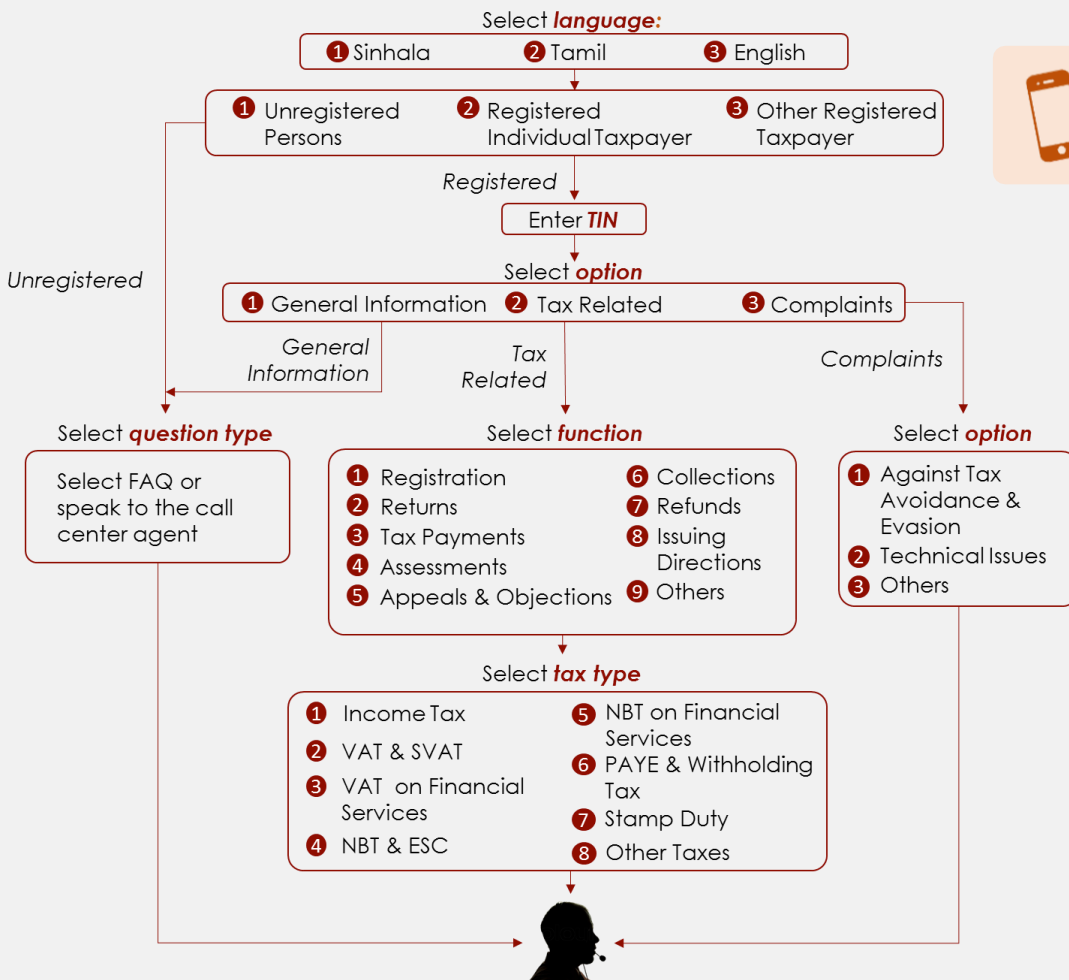 Select language:
1 Sinhala 2 Tamil 3 English
1 Unregistered
Persons
2 Registered
Individual Taxpayer
3 Other Registered
Taxpayer
Registered
Enter TIN
Unregistered
Select option
1 General Information 2 Tax Related 3 Complaints
General
Information
Tax
Related
Complaints
Select question type
Select FAQ or
speak to the call
center agent
Select function
1 Registration
2 Returns
3 Tax Payments
4 Assessments
5 Appeals & Objections
6 Collections
7 Refunds
8 Issuing
Directions
9 Others
Select option
1 Against Tax
Avoidance &
Evasion
2 Technical Issues
3 Others
Select tax type
1 Income Tax
2 VAT & SVAT
3 VAT on Financial
Services
4 NBT & ESC
5 NBT on Financial
Services
6 PAYE & Withholding
Tax
7 Stamp Duty
8 Other Taxes